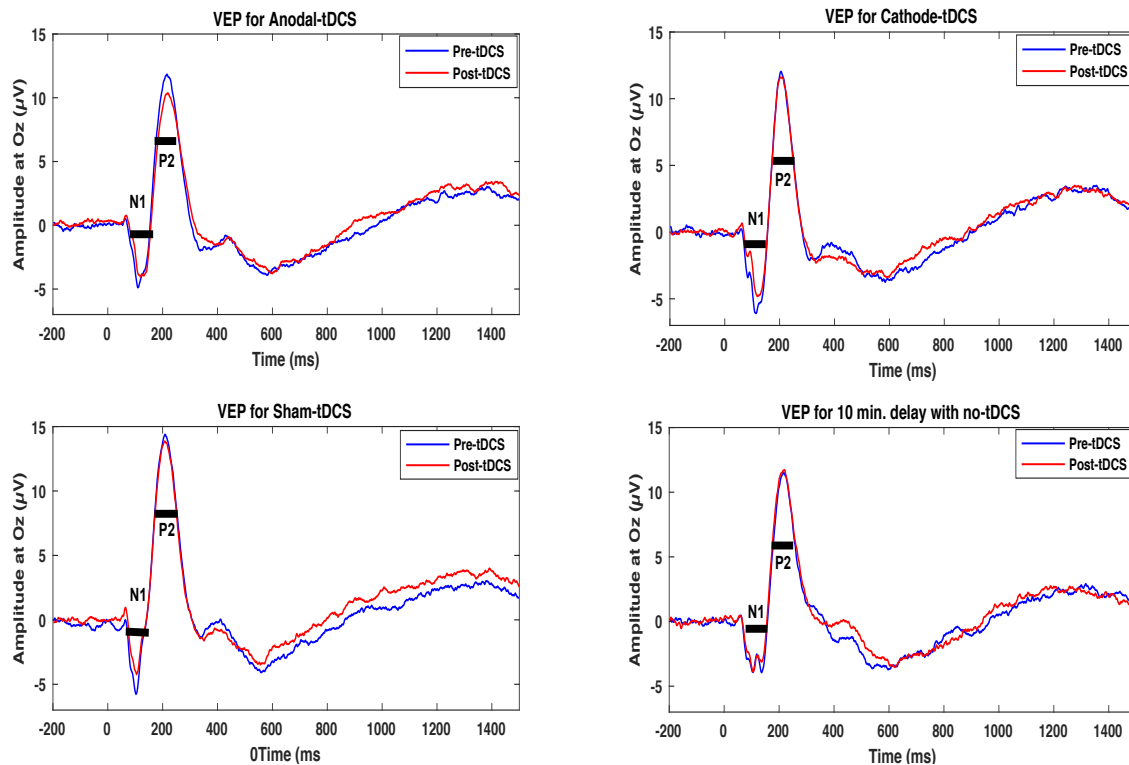 VEP for Anodal-tDCS
15
10
5
0
-5
Amplitude at Oz (µV)
Pre-tDCS
Post-tDCS
N1
P2
-200 0 200 400 600 800 1000 1200 1400
Time (ms)
VEP for Cathode-tDCS
15
10
5
0
-5
Amplitude at Oz (µV)
Pre-tDCS
Post-tDCS
N1
P2
-200 0 200 400 600 800 1000 1200 1400
Time (ms)
VEP for Sham-tDCS
15
10
5
0
-5
Amplitude at Oz (µV)
Pre-tDCS
Post-tDCS
N1
P2
-200 0 200 400 600 800 1000 1200 1400
0Time (ms
VEP for 10 min. delay with no-tDCS
15
10
5
0
-5
Amplitude at Oz (µV)
Pre-tDCS
Post-tDCS
N1
P2
-200 0 200 400 600 800 1000 1200 1400
Time (ms)